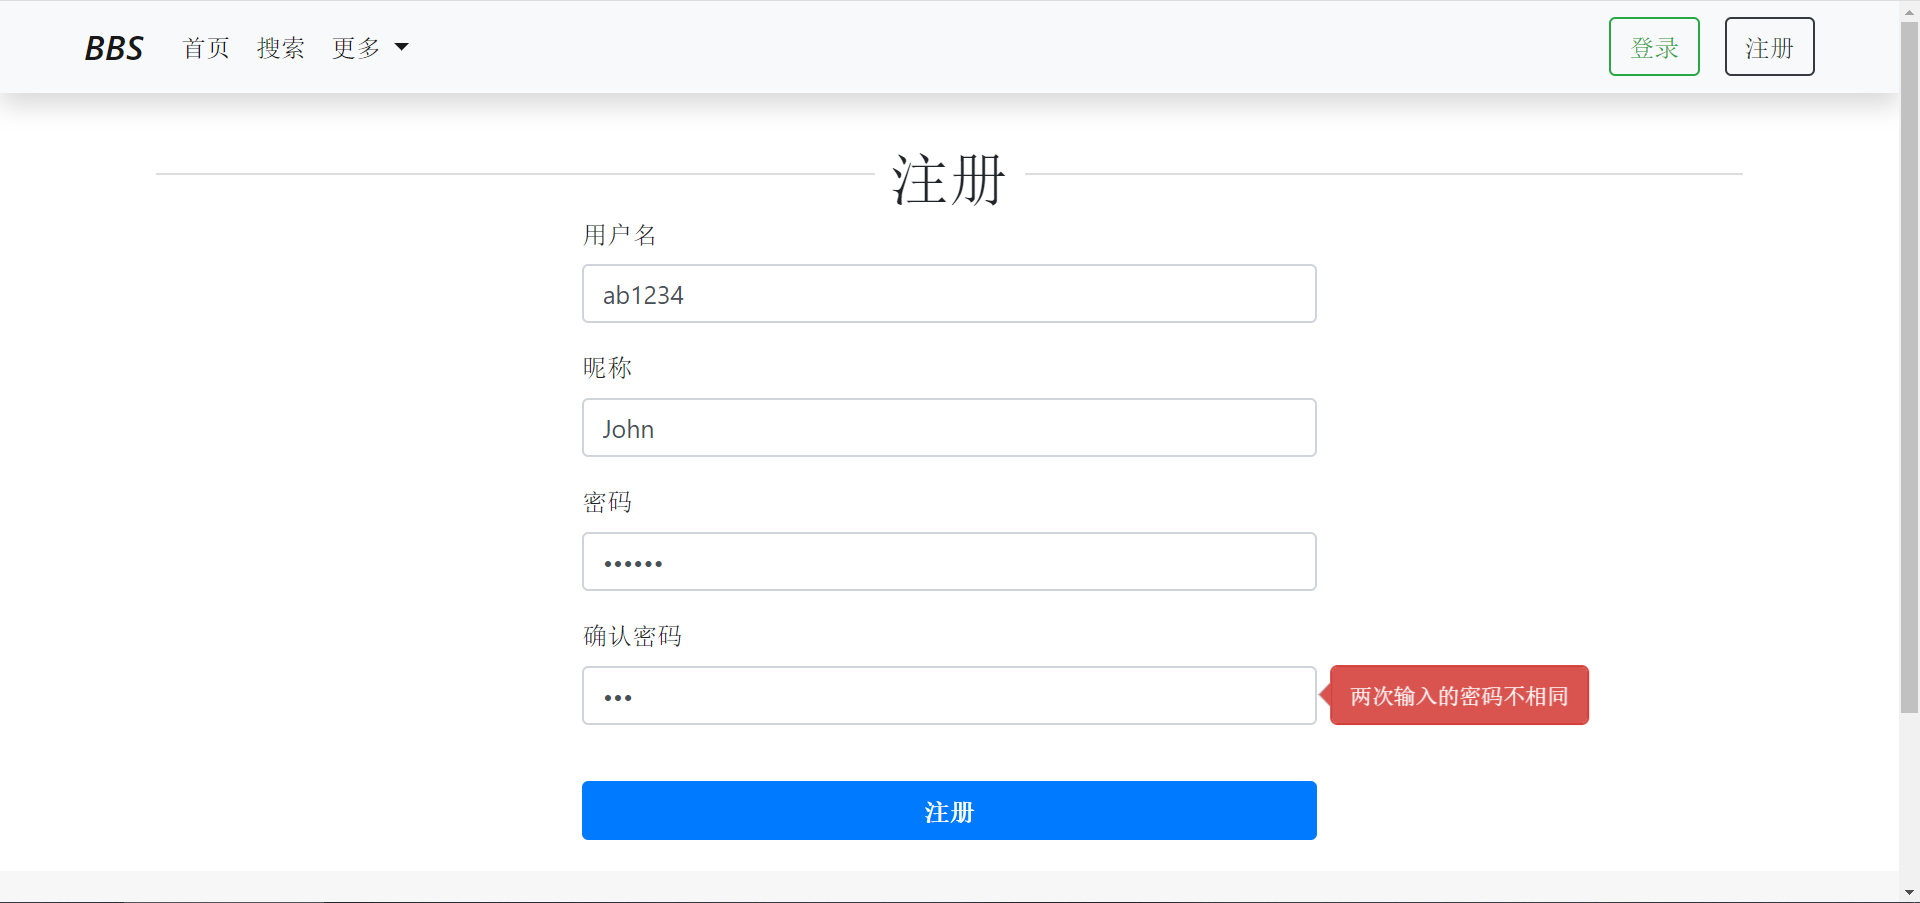 BBS 首页 搜索 更多 登录 注册
注册
用户名
ab1234
昵称
John
密码
••••••
确认密码
••• 两次输入的密码不相同
注册